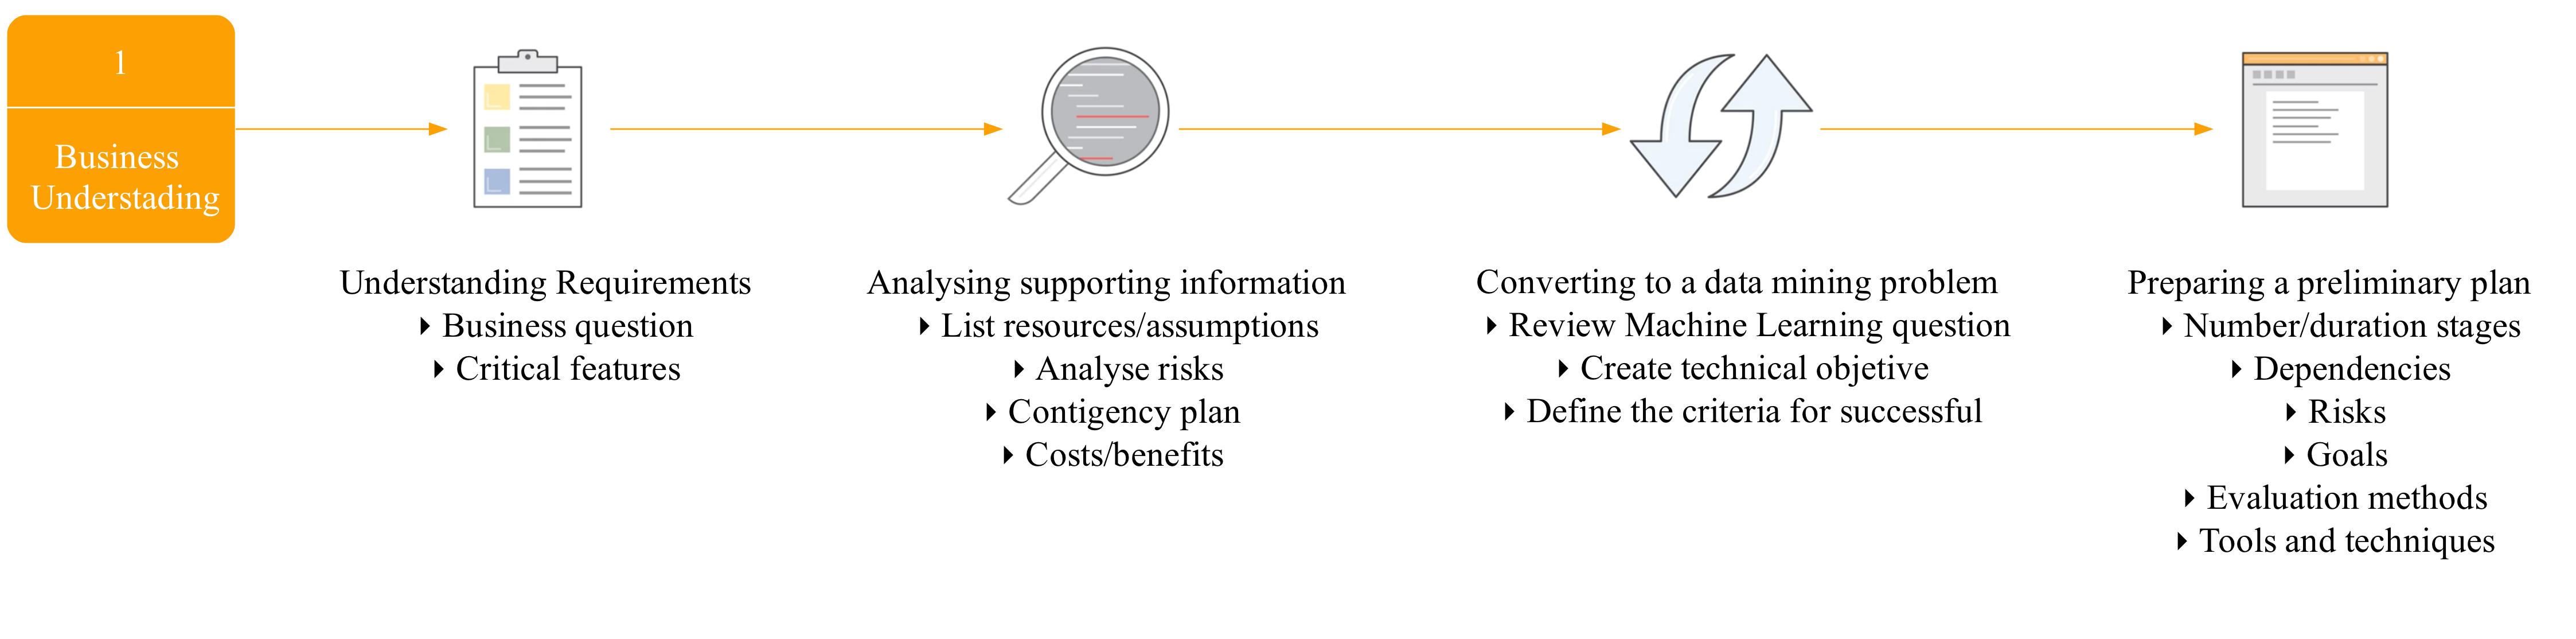 1
Business
Understading
Understanding Requirements
‣ Business question
‣ Critical features
Analysing supporting information
‣ List resources/assumptions
‣ Analyse risks
‣ Contigency plan
‣ Costs/benefits
Converting to a data mining problem
‣ Review Machine Learning question
‣ Create technical objetive
‣ Define the criteria for successful
Preparing a preliminary plan
‣ Number/duration stages
‣ Dependencies
‣ Risks
‣ Goals
‣ Evaluation methods
‣ Tools and techniques